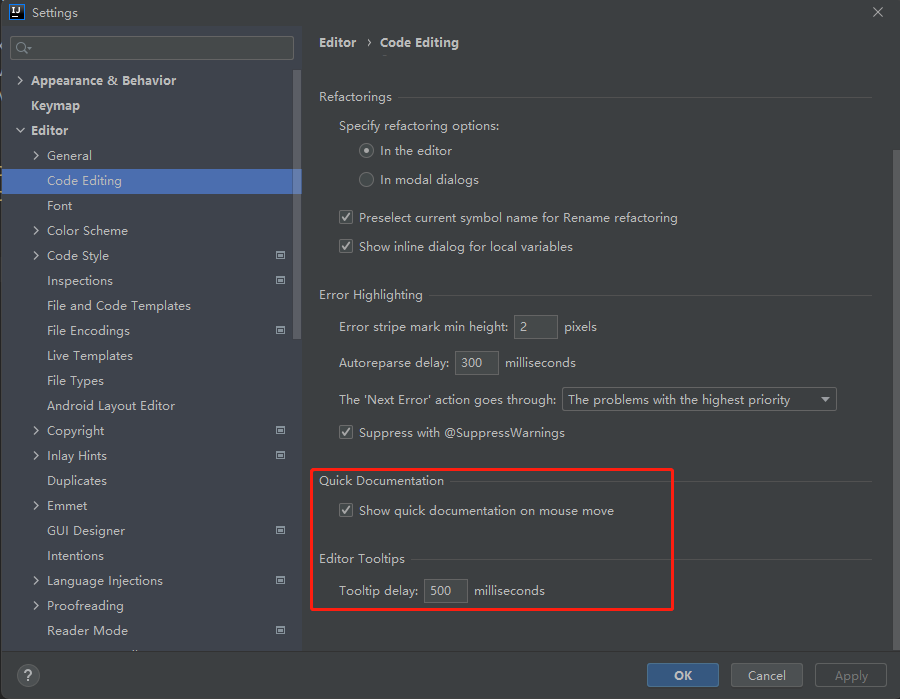 IJ Settings
Editor › Code Editing
Appearance & Behavior
Keymap
Editor
General
Code Editing
Font
Color Scheme
Code Style
Inspections
File and Code Templates
File Encodings
Live Templates
File Types
Android Layout Editor
Copyright
Inlay Hints
Duplicates
Emmet
GUI Designer
Intentions
Language Injections
Proofreading
Reader Mode
Refactorings
Specify refactoring options:
In the editor
In modal dialogs
Preselect current symbol name for Rename refactoring
Show inline dialog for local variables
Error Highlighting
Error stripe mark min height: 2 pixels
Autoreparse delay: 300 milliseconds
The 'Next Error' action goes through: The problems with the highest priority
Suppress with @SuppressWarnings
Quick Documentation
Show quick documentation on mouse move
Editor Tooltips
Tooltip delay: 500 milliseconds
? OK Cancel Apply